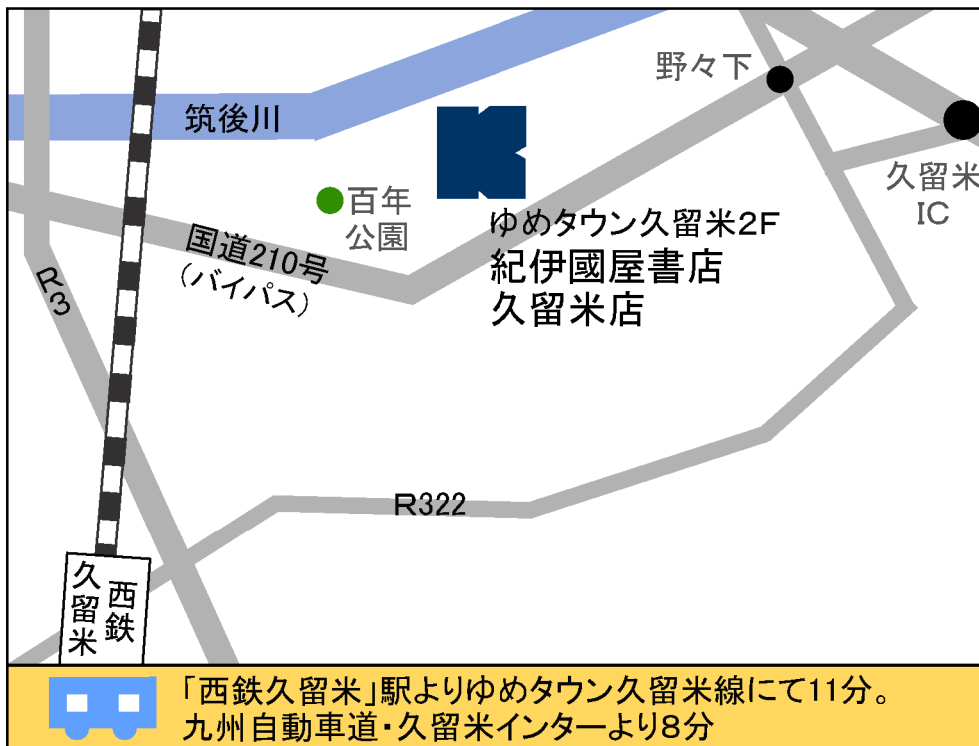 野々下
筑後川
久留米
IC
百年
公園
ゆめタウン久留米2F
紀伊國屋書店
久留米店
国道210号
(バイパス)
R3
R322
西鉄
久留米
「西鉄久留米」駅よりゆめタウン久留米線にて11分。
九州自動車道・久留米インターより8分